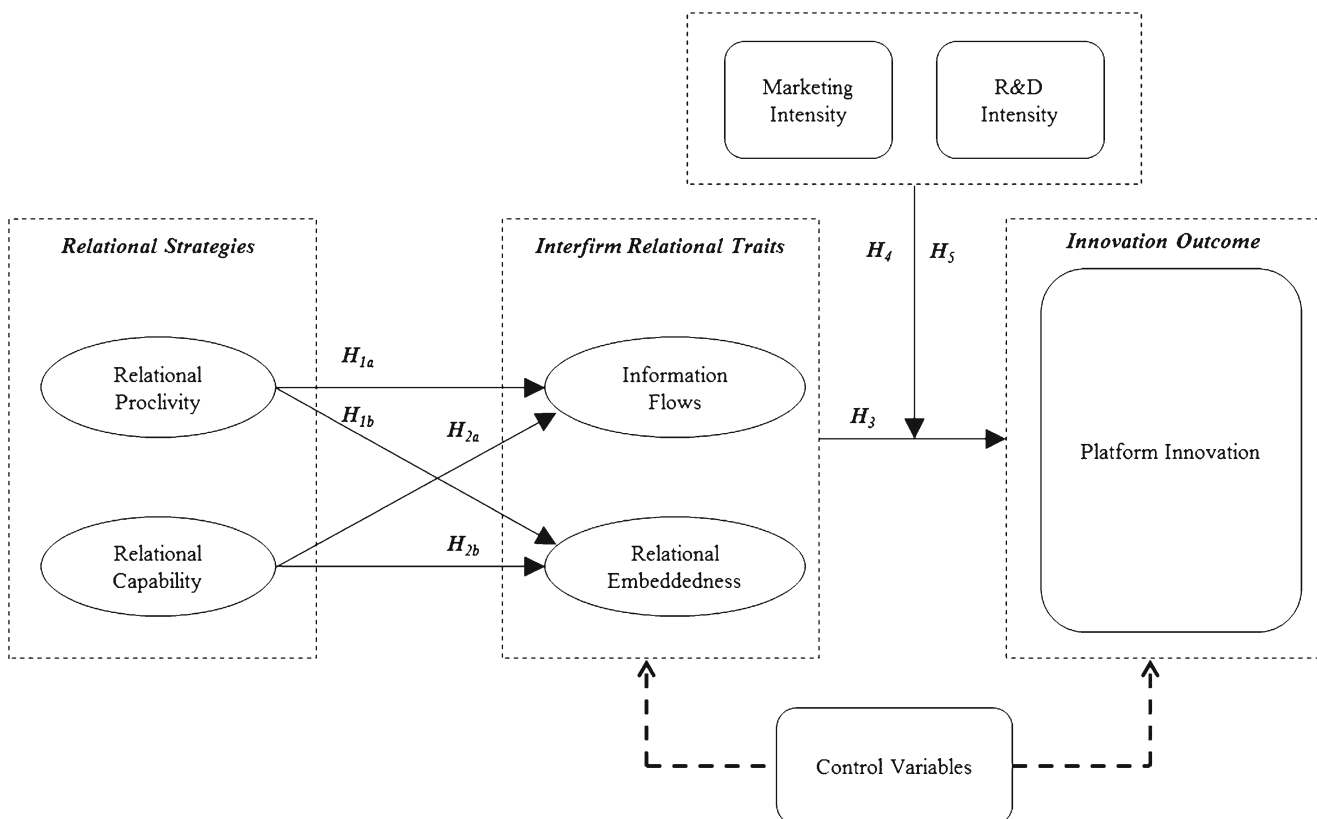 Marketing
Intensity
R&D
Intensity
Relational Strategies
Interfirm Relational Traits
H4
H5
Innovation Outcome
Relational
Proclivity
H1a
H1b
H2a
Information
Flows
H3
Platform Innovation
Relational
Capability
H2b
Relational
Embeddedness
Control Variables